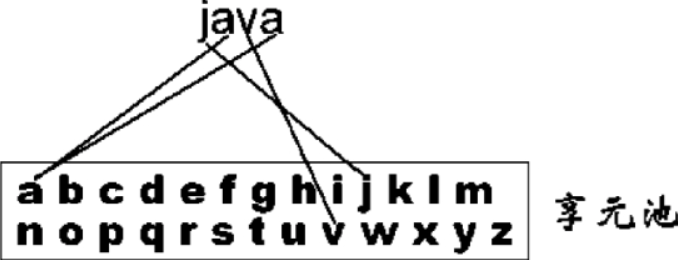 java
a b c d e f g h i j k l m
n o p q r s t u v w x y z
享元池